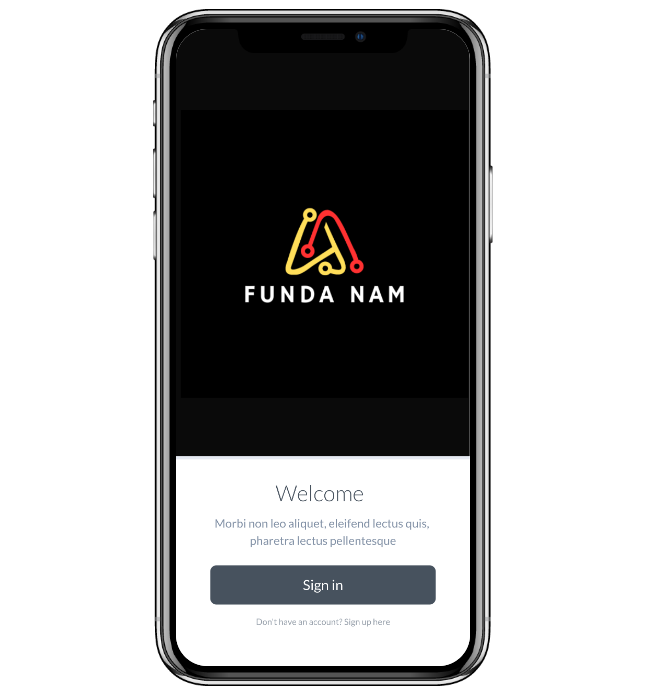 FUNDA NAM
Welcome
Morbi non leo aliquet, eleifend lectus quis,
pharetra lectus pellentesque
Sign in
Don't have an account? Sign up here